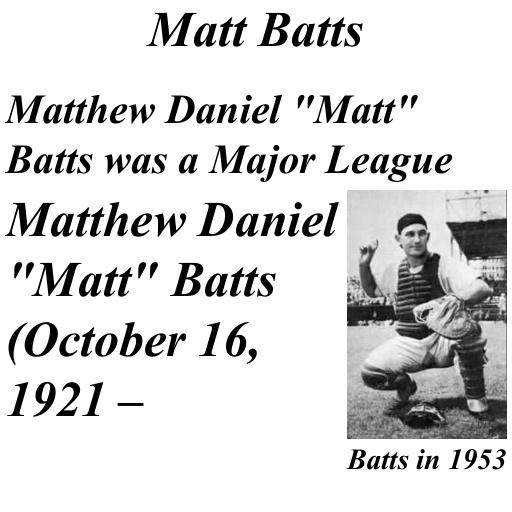 Matt Batts
Matthew Daniel "Matt"
Batts was a Major League
Matthew Daniel
"Matt" Batts
(October 16,
1921 –
Batts in 1953